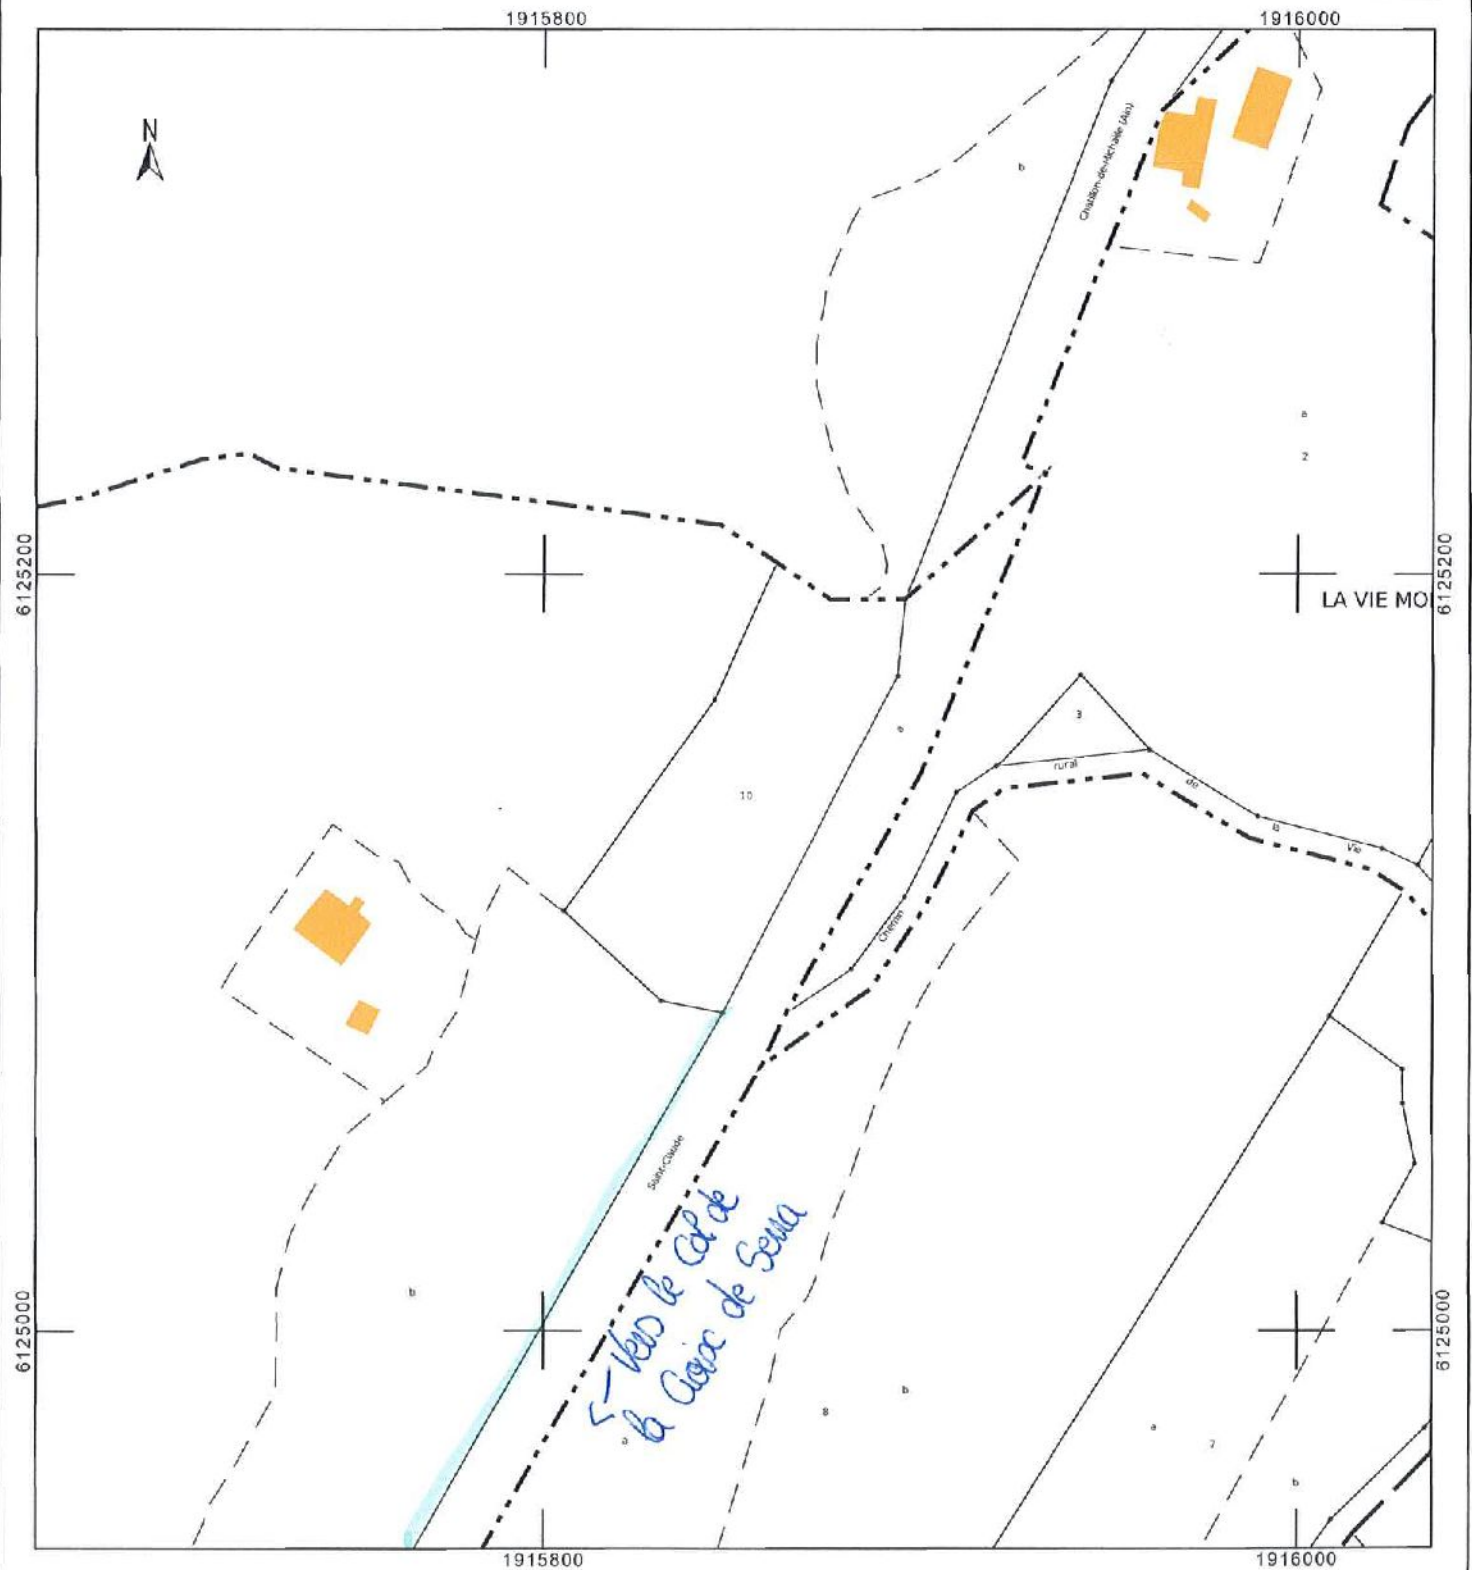 1915800
1916000
N
Chatillon-de-Michaille (Ain)
b
a
2
6125200
6125200
LA VIE MO
3
a
rural
de
la
Vie
10
Chemin
Saint-Claude
← Vers le Col de
la Croix de Serra
b
6125000
6125000
b
8
a
a
7
b
1915800
1916000